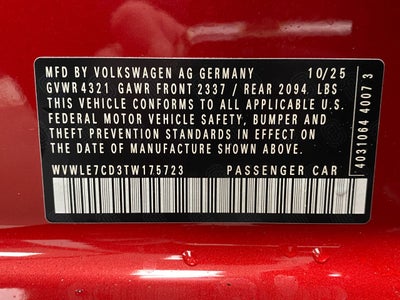 MFD BY VOLKSWAGEN AG GERMANY 10/25
GVWR 4321 GAWR FRONT 2337 / REAR 2094 LBS
THIS VEHICLE CONFORMS TO ALL APPLICABLE U.S.
FEDERAL MOTOR VEHICLE SAFETY, BUMPER AND
THEFT PREVENTION STANDARDS IN EFFECT ON THE
DATE OF MANUFACTURE SHOWN ABOVE.
WVWLE7CD3TW175723 PASSENGER CAR
4031064 4007 3